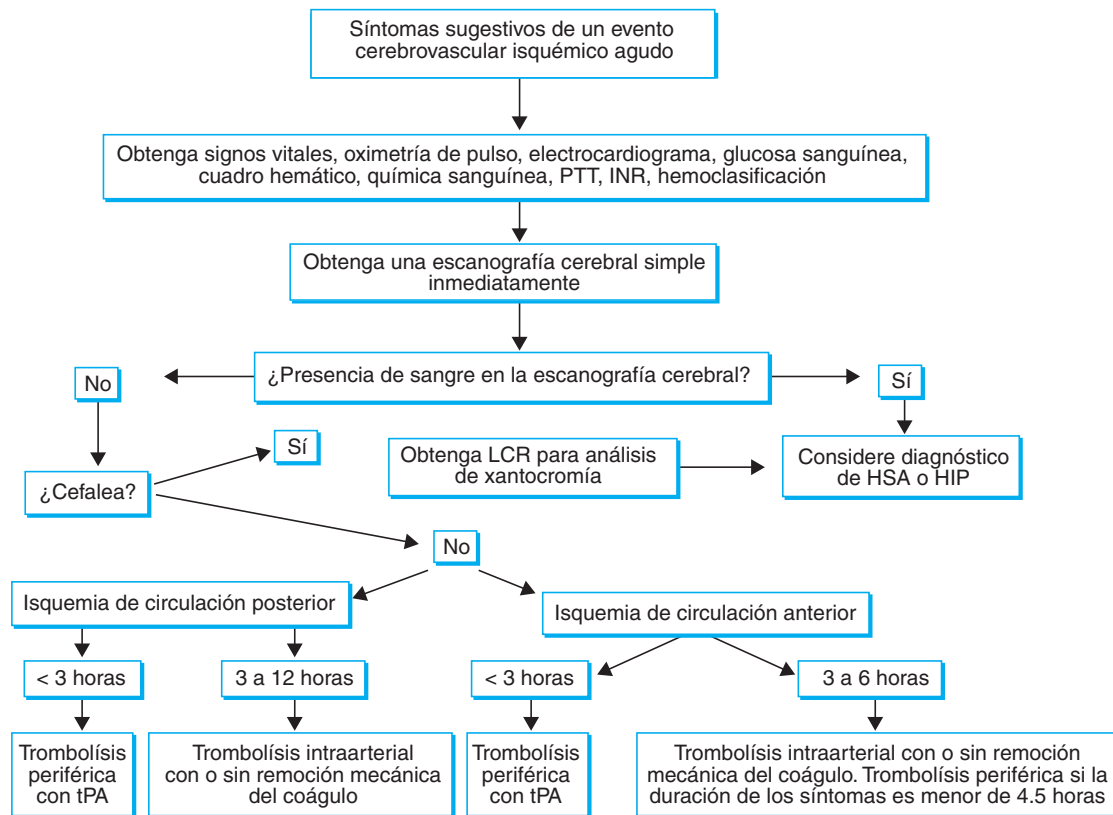 Síntomas sugestivos de un evento
cerebrovascular isquémico agudo
Obtenga signos vitales, oximetría de pulso, electrocardiograma, glucosa sanguínea,
cuadro hemático, química sanguínea, PTT, INR, hemoclasificación
Obtenga una escanografía cerebral simple
inmediatamente
¿Presencia de sangre en la escanografía cerebral?
No
Sí
¿Cefalea?
Sí
Obtenga LCR para análisis
de xantocromía
Considere diagnóstico
de HSA o HIP
No
Isquemia de circulación posterior
Isquemia de circulación anterior
< 3 horas
3 a 12 horas
< 3 horas
3 a 6 horas
Trombolísis
periférica
con tPA
Trombolísis intraarterial
con o sin remoción mecánica
del coágulo
Trombolísis
periférica
con tPA
Trombolísis intraarterial con o sin remoción
mecánica del coágulo. Trombolísis periférica si la
duración de los síntomas es menor de 4.5 horas